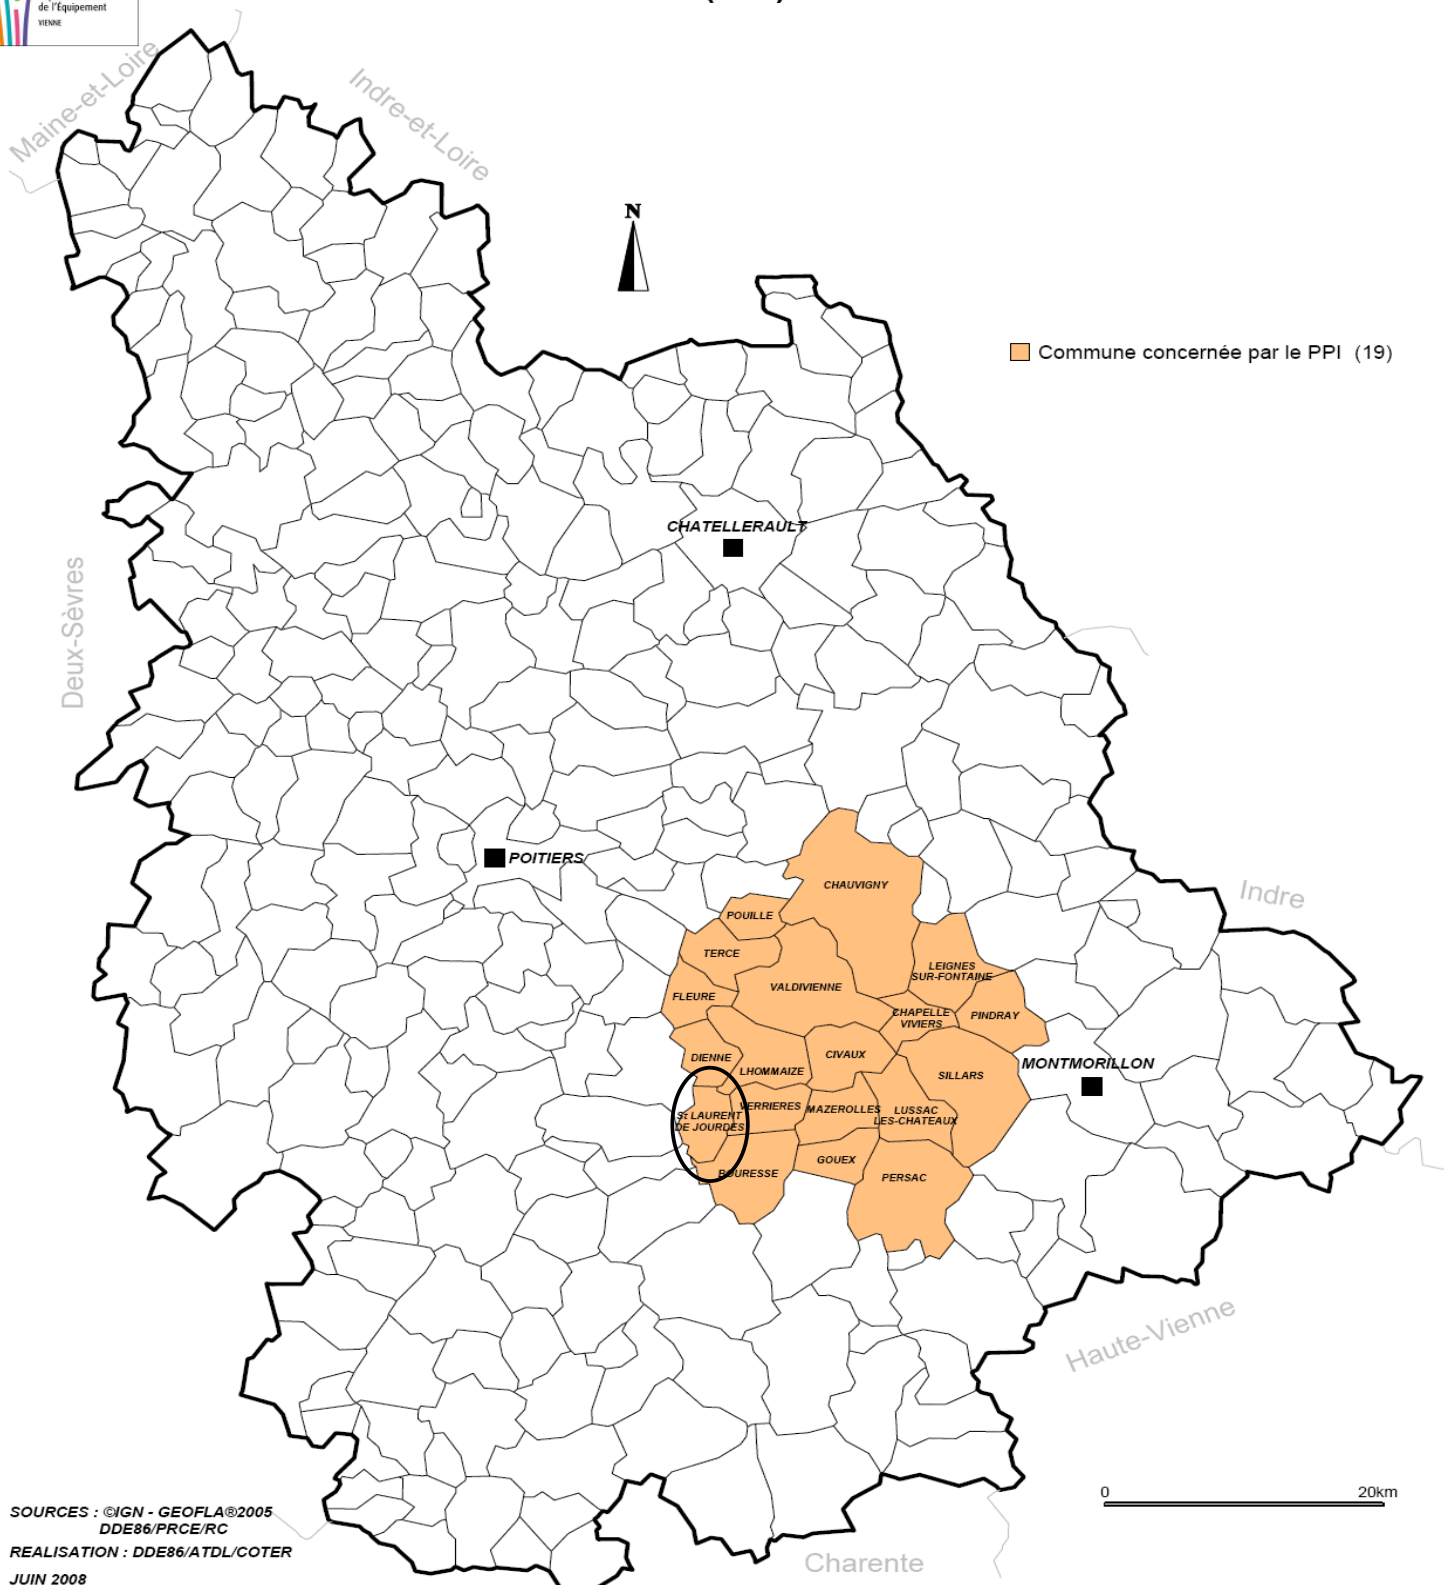 de l'Équipement
VIENNE
Maine-et-Loire
Indre-et-Loire
N
Commune concernée par le PPI (19)
CHATELLERAULT
Deux-Sèvres
POITIERS
CHAUVIGNY
Indre
POUILLE
TERCE
LEIGNES
SUR-FONTAINE
VALDIVIENNE
FLEURE
CHAPELLE
VIVIERS
PINDRAY
DIENNE
CIVAUX
LHOMMAIZE
SILLARS
MONTMORILLON
VERRIERES
MAZEROLLES
LUSSAC
LES-CHATEAUX
St LAURENT
DE JOURDES
GOUEX
BOURESSE
PERSAC
Haute-Vienne
0 20km
SOURCES : ©IGN - GEOFLA®2005
DDE86/PRCE/RC
REALISATION : DDE86/ATDL/COTER
JUIN 2008
Charente